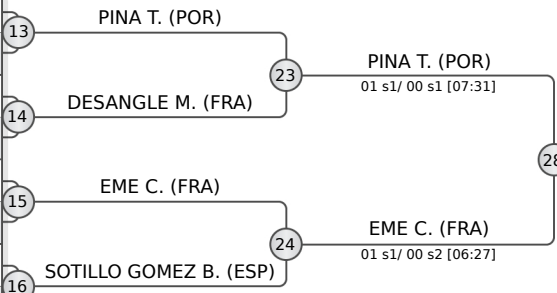 PINA T. (POR)
13
23
PINA T. (POR)
01 s1/ 00 s1 [07:31]
DESANGLE M. (FRA)
14
28
EME C. (FRA)
15
24
EME C. (FRA)
01 s1/ 00 s2 [06:27]
SOTILLO GOMEZ B. (ESP)
16